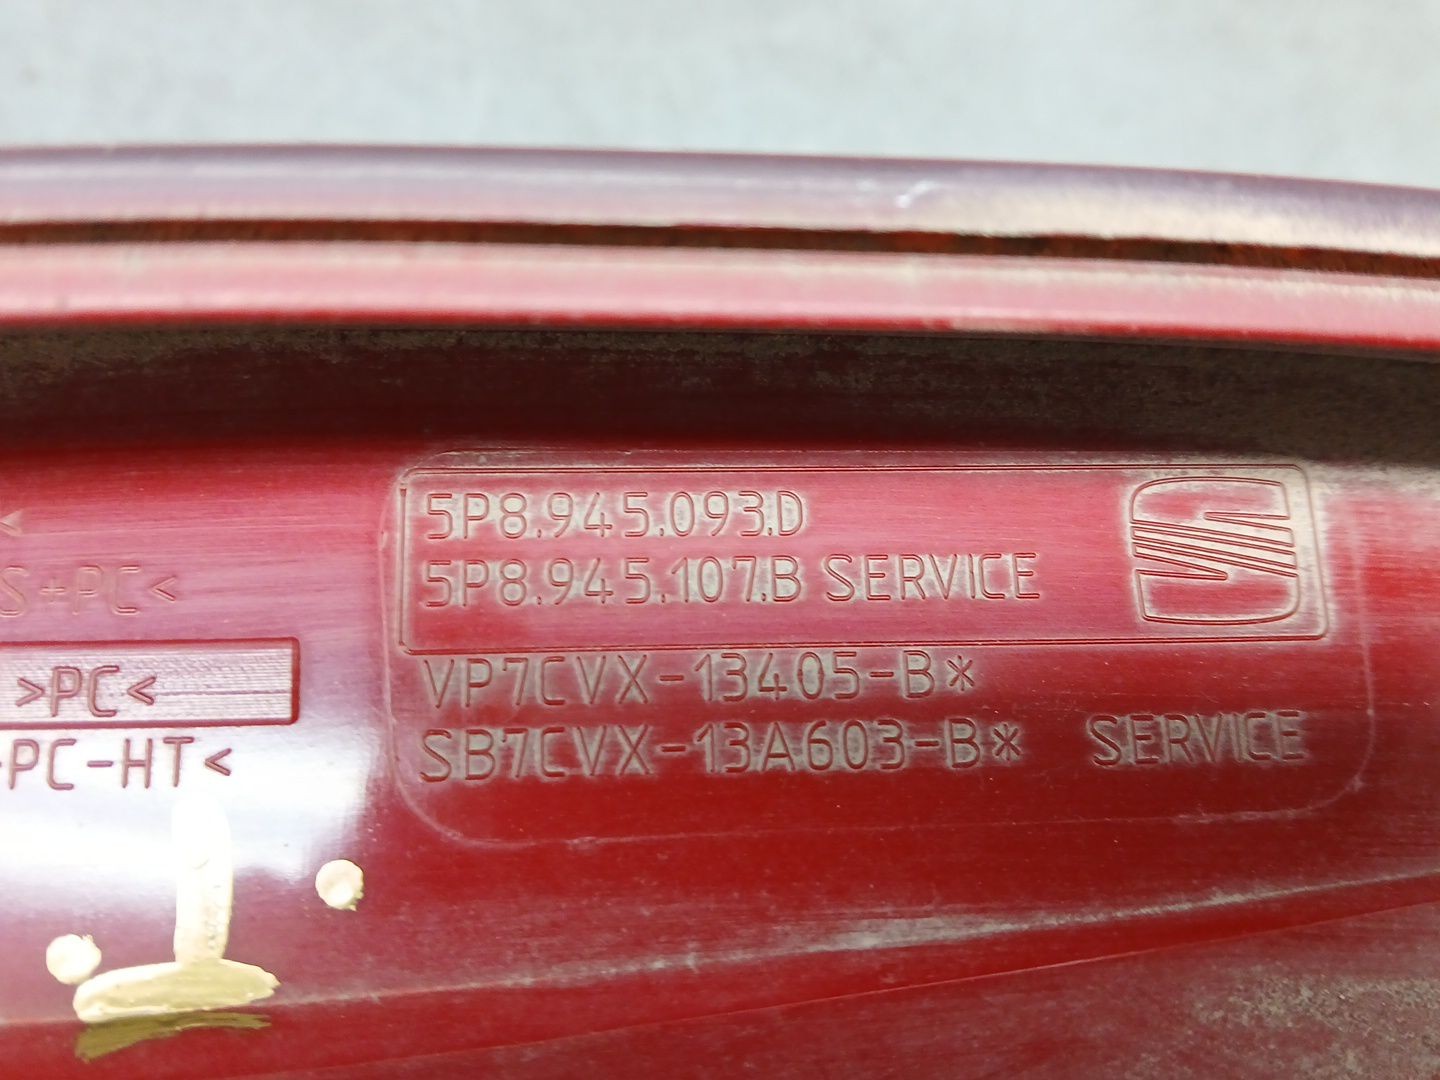 5P8.945.093.D
5P8.945.107.B SERVICE
VP7CVX-13405-B*
SB7CVX-13A603-B* SERVICE
<
S+PC<
>PC<
-PC-HT<